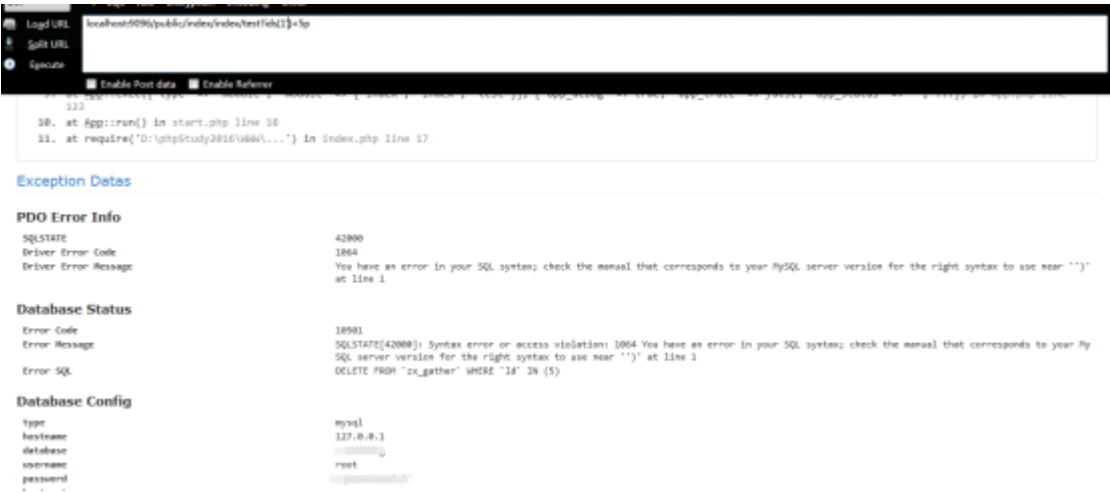 Load URL
localhost:9096/public/index/index/test?ids[1']=5p
Split URL
Execute
Enable Post data Enable Referrer
123
10. at App::run() in start.php line 18
11. at require('D:\phpStudy2016\WWW\...') in index.php line 17
Exception Datas
PDO Error Info
SQLSTATE 42000
Driver Error Code 1064
Driver Error Message You have an error in your SQL syntax; check the manual that corresponds to your MySQL server version for the right syntax to use near '')'
at line 1
Database Status
Error Code 10501
Error Message SQLSTATE[42000]: Syntax error or access violation: 1064 You have an error in your SQL syntax; check the manual that corresponds to your My
SQL server version for the right syntax to use near '')' at line 1
Error SQL DELETE FROM `zx_gather` WHERE `Id` IN (5)
Database Config
type mysql
hostname 127.0.0.1
database
username root
password